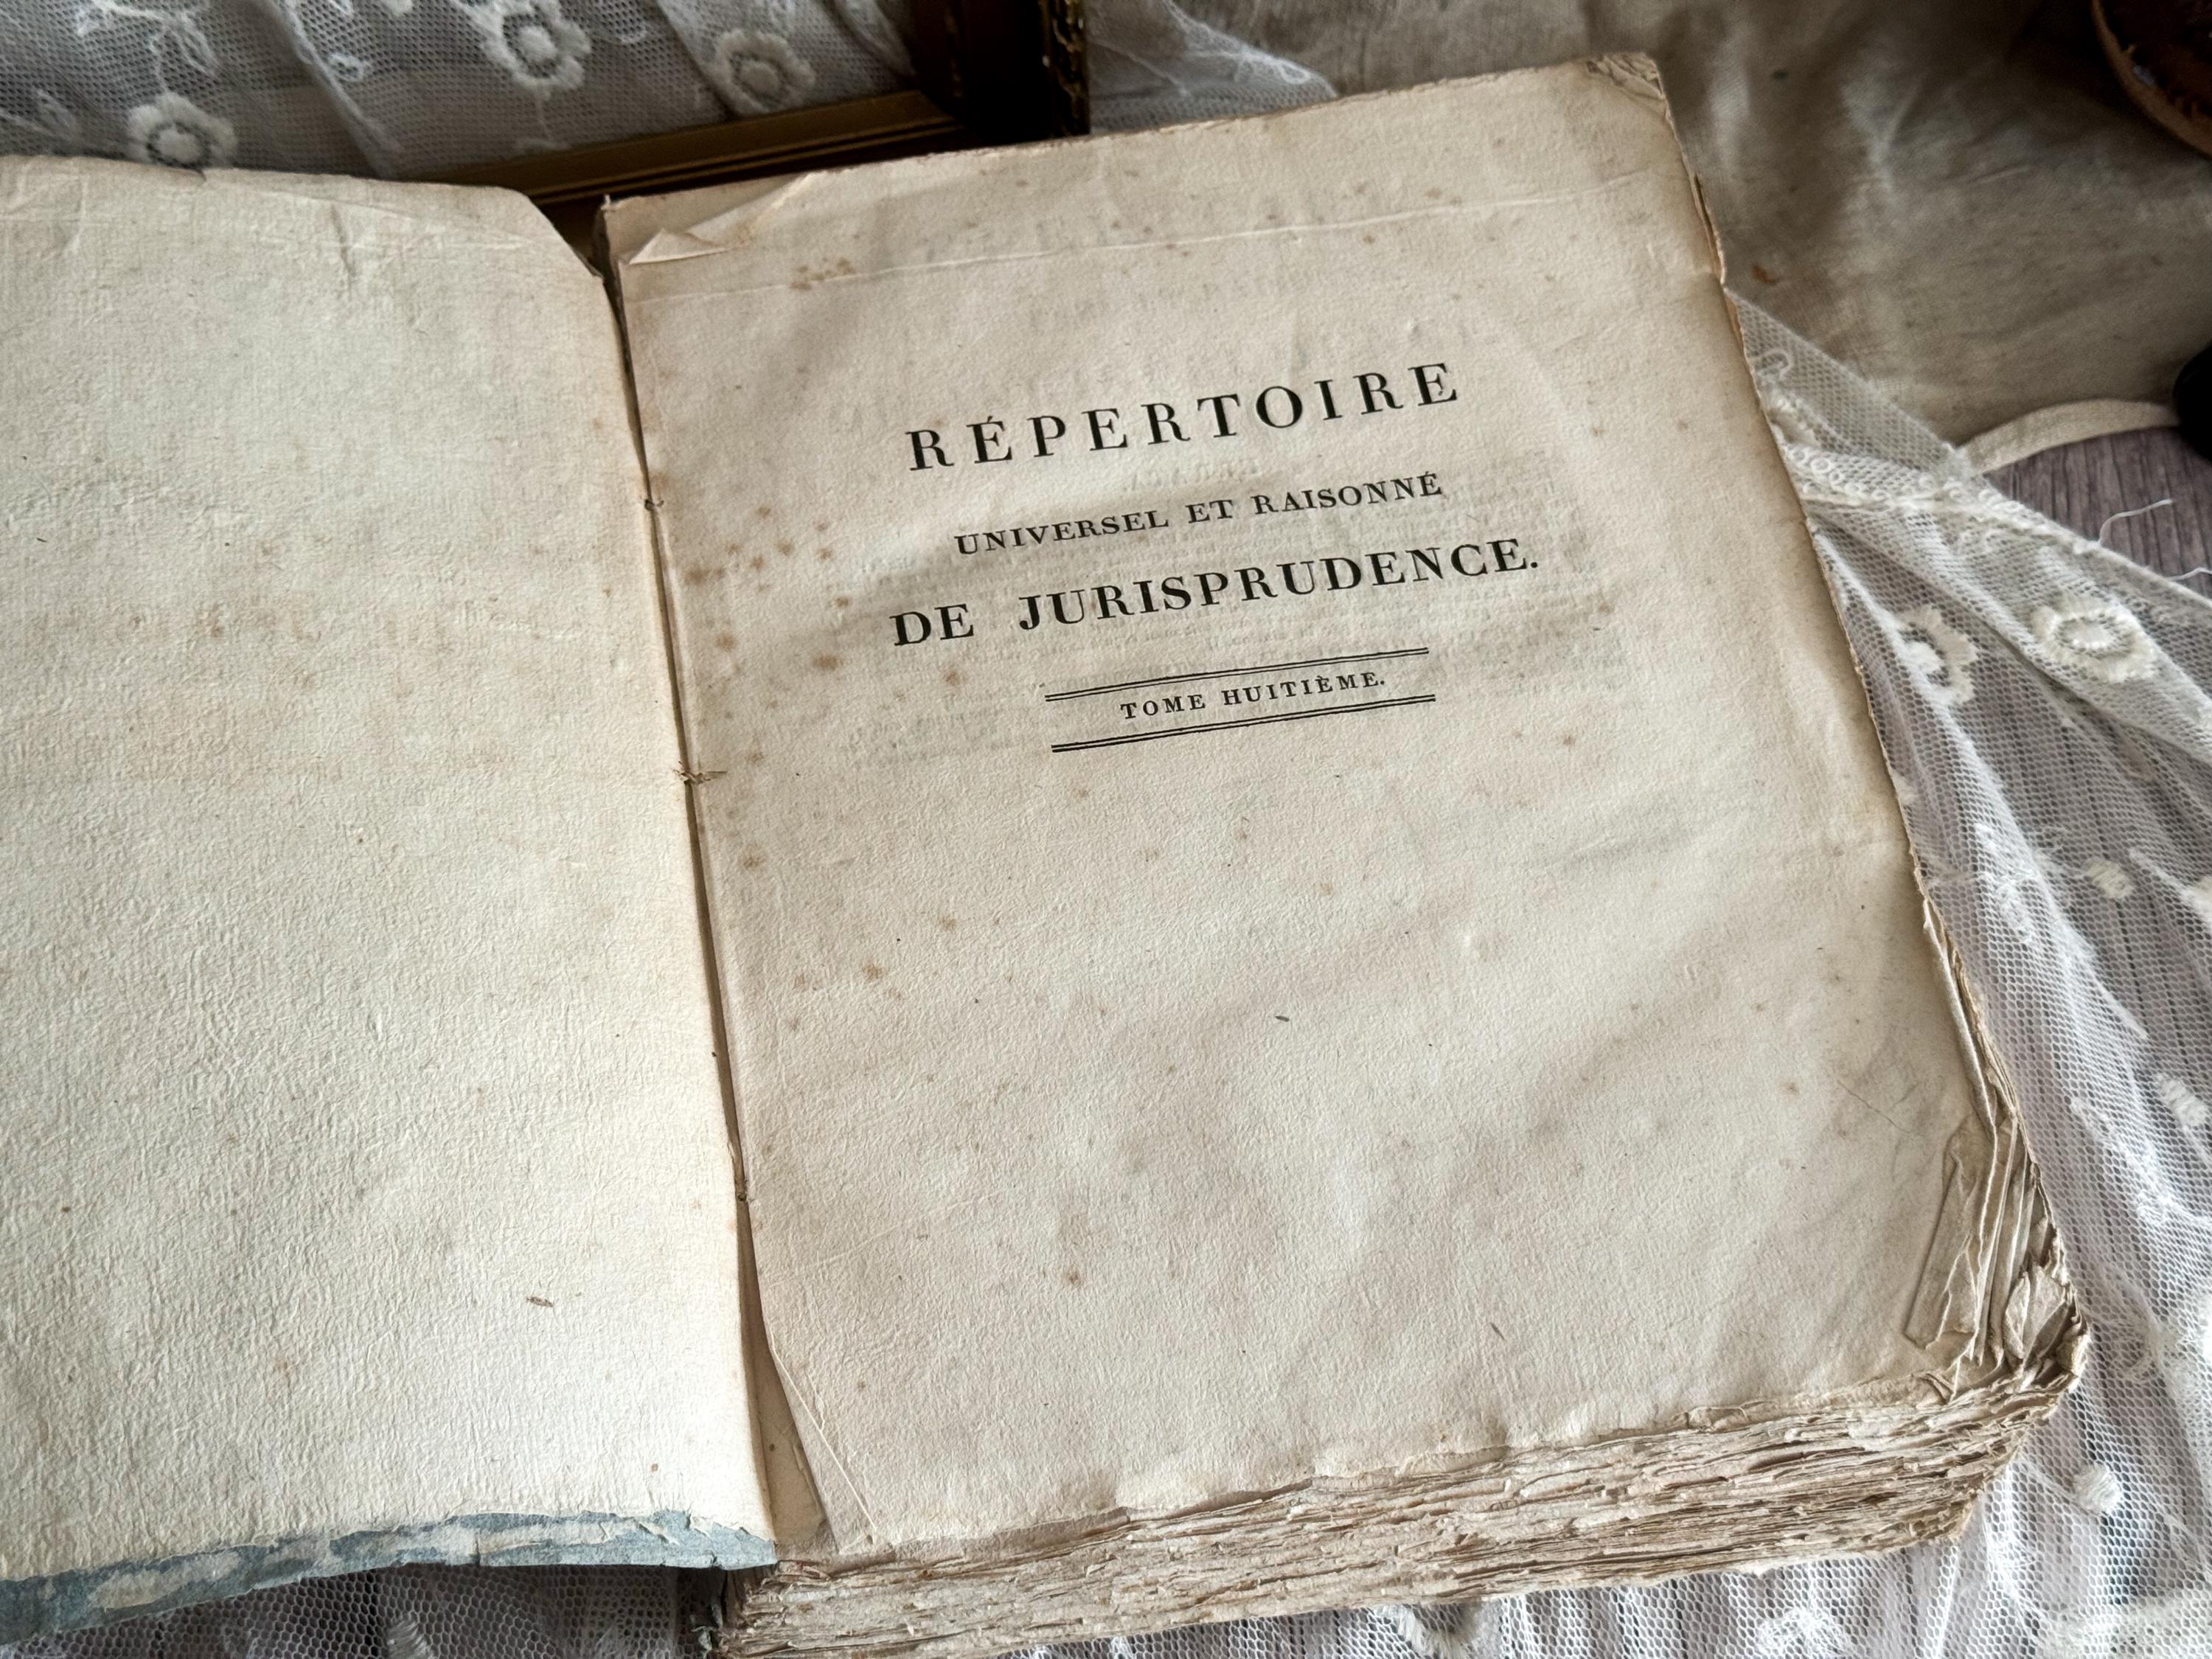 RÉPERTOIRE
UNIVERSEL ET RAISONNÉ
DE JURISPRUDENCE.
TOME HUITIÈME.